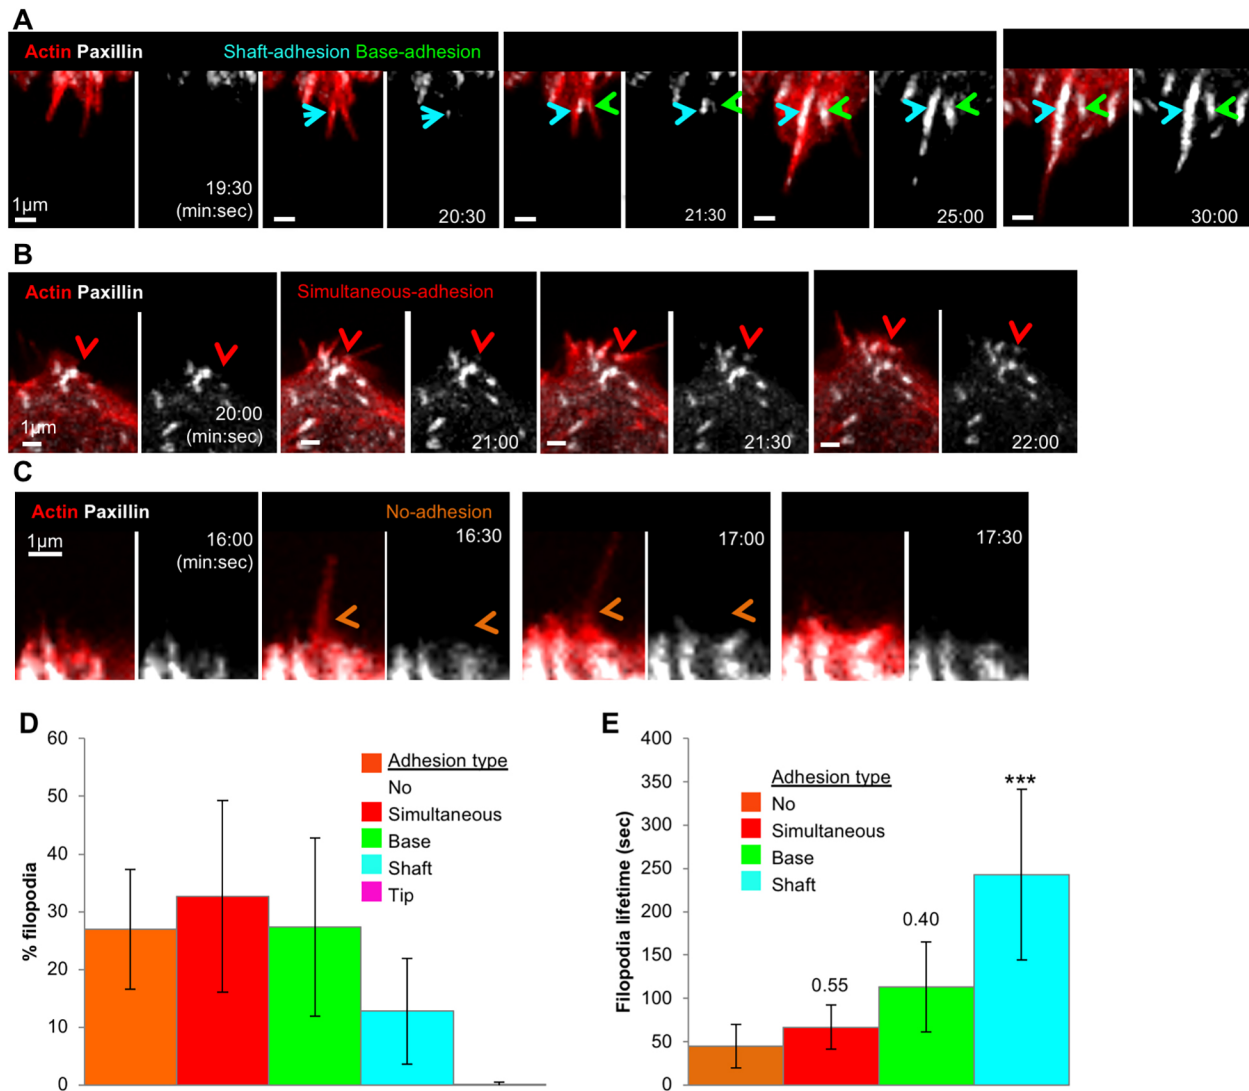 A
Actin Paxillin Shaft-adhesion Base-adhesion
1µm
19:30
(min:sec)
20:30
21:30
25:00
30:00
B
Actin Paxillin Simultaneous-adhesion
1µm
20:00
(min:sec)
21:00
21:30
22:00
C
Actin Paxillin No-adhesion
1µm
16:00
(min:sec)
16:30
17:00
17:30
D
% filopodia
60
50
40
30
20
10
0
Adhesion type
No
Simultaneous
Base
Shaft
Tip
E
Filopodia lifetime (sec)
400
350
300
250
200
150
100
50
0
Adhesion type
No
Simultaneous
Base
Shaft
0.55
0.40
***